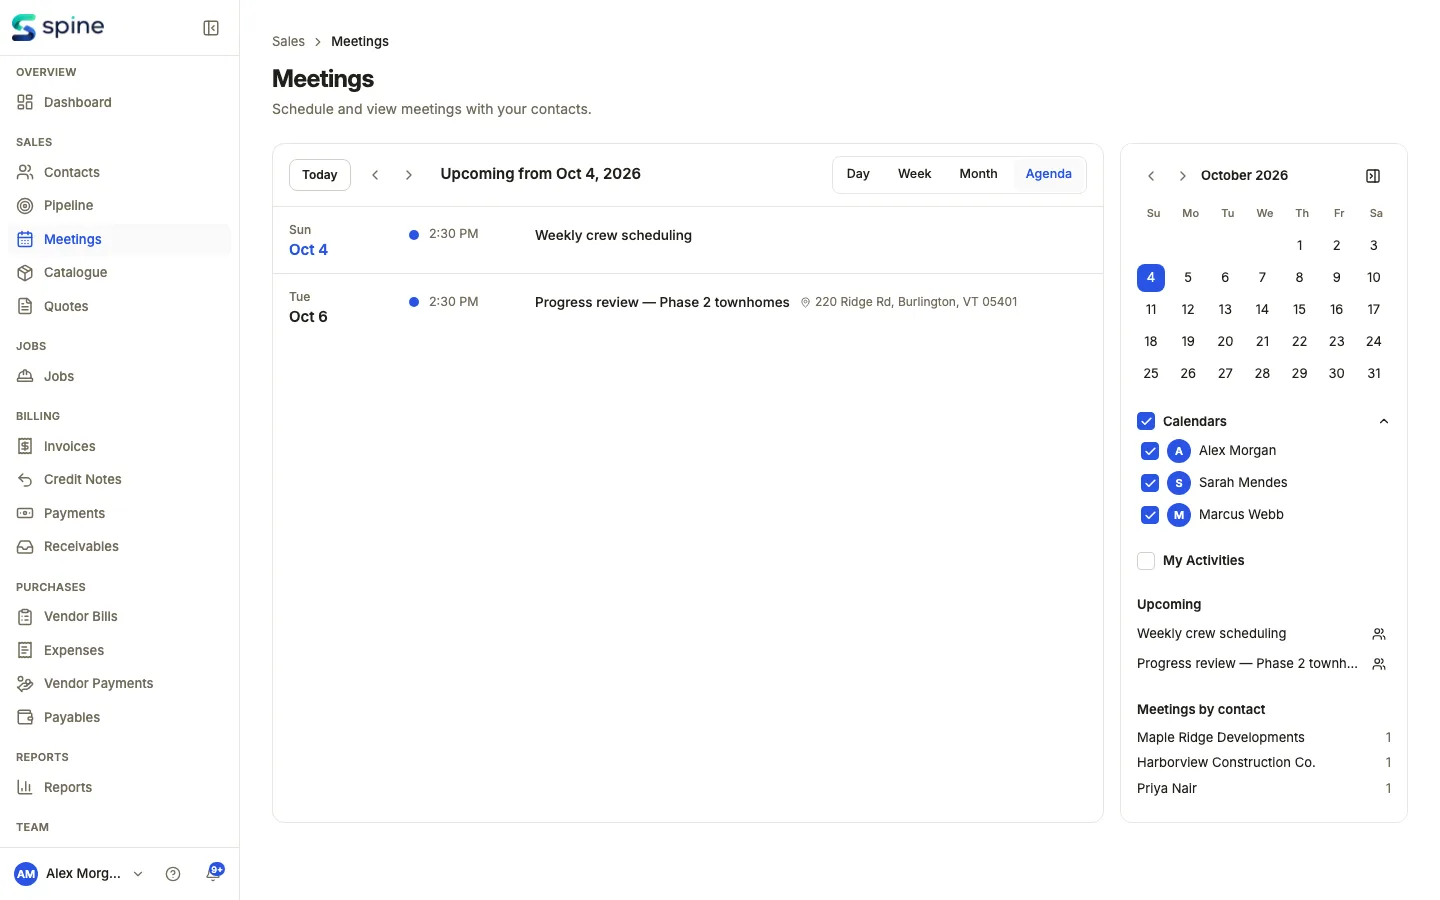 spine
OVERVIEW
Dashboard
SALES
Contacts
Pipeline
Meetings
Catalogue
Quotes
JOBS
Jobs
BILLING
Invoices
Credit Notes
Payments
Receivables
PURCHASES
Vendor Bills
Expenses
Vendor Payments
Payables
REPORTS
Reports
TEAM
AM Alex Morg... 9+
Sales > Meetings
Meetings
Schedule and view meetings with your contacts.
Today Upcoming from Oct 4, 2026 Day Week Month Agenda
Sun
Oct 4
2:30 PM Weekly crew scheduling
Tue
Oct 6
2:30 PM Progress review — Phase 2 townhomes 220 Ridge Rd, Burlington, VT 05401
October 2026
Su Mo Tu We Th Fr Sa
1 2 3
4 5 6 7 8 9 10
11 12 13 14 15 16 17
18 19 20 21 22 23 24
25 26 27 28 29 30 31
Calendars
A Alex Morgan
S Sarah Mendes
M Marcus Webb
My Activities
Upcoming
Weekly crew scheduling
Progress review — Phase 2 townh...
Meetings by contact
Maple Ridge Developments 1
Harborview Construction Co. 1
Priya Nair 1